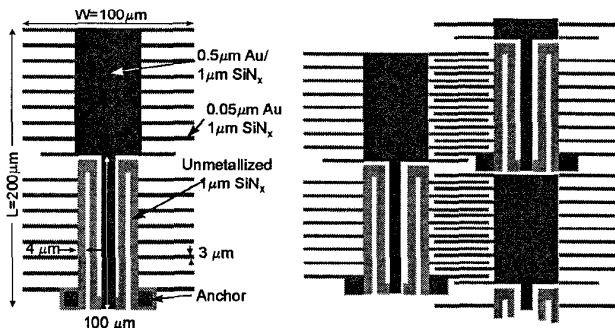 W=100μm
L=200μm
0.5μm Au/
1μm SiNx
0.05μm Au
1μm SiNx
Unmetallized
1μm SiNx
4 μm
3 μm
Anchor
100 μm